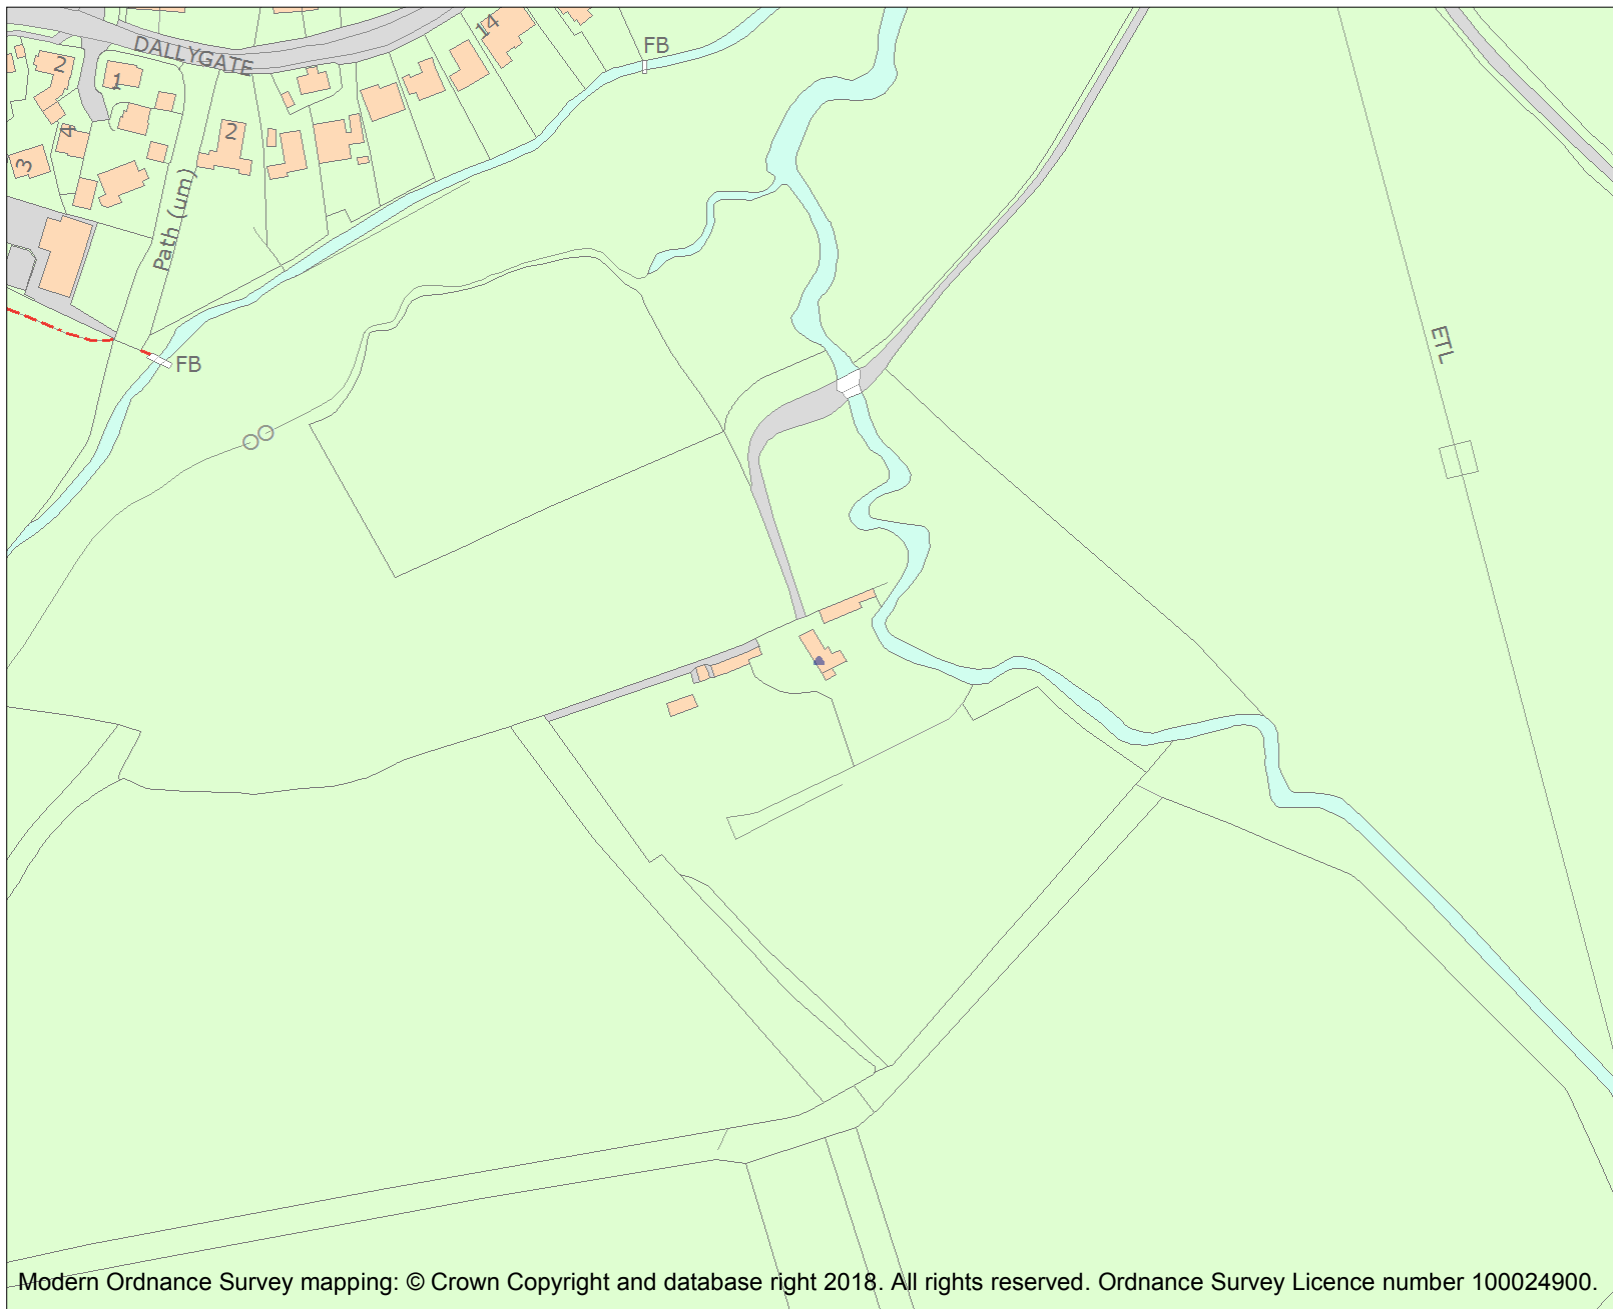 DALLYGATE
14
FB
2
1
4
2
3
Path (um)
FB
ETL
Modern Ordnance Survey mapping: © Crown Copyright and database right 2018. All rights reserved. Ordnance Survey Licence number 100024900.